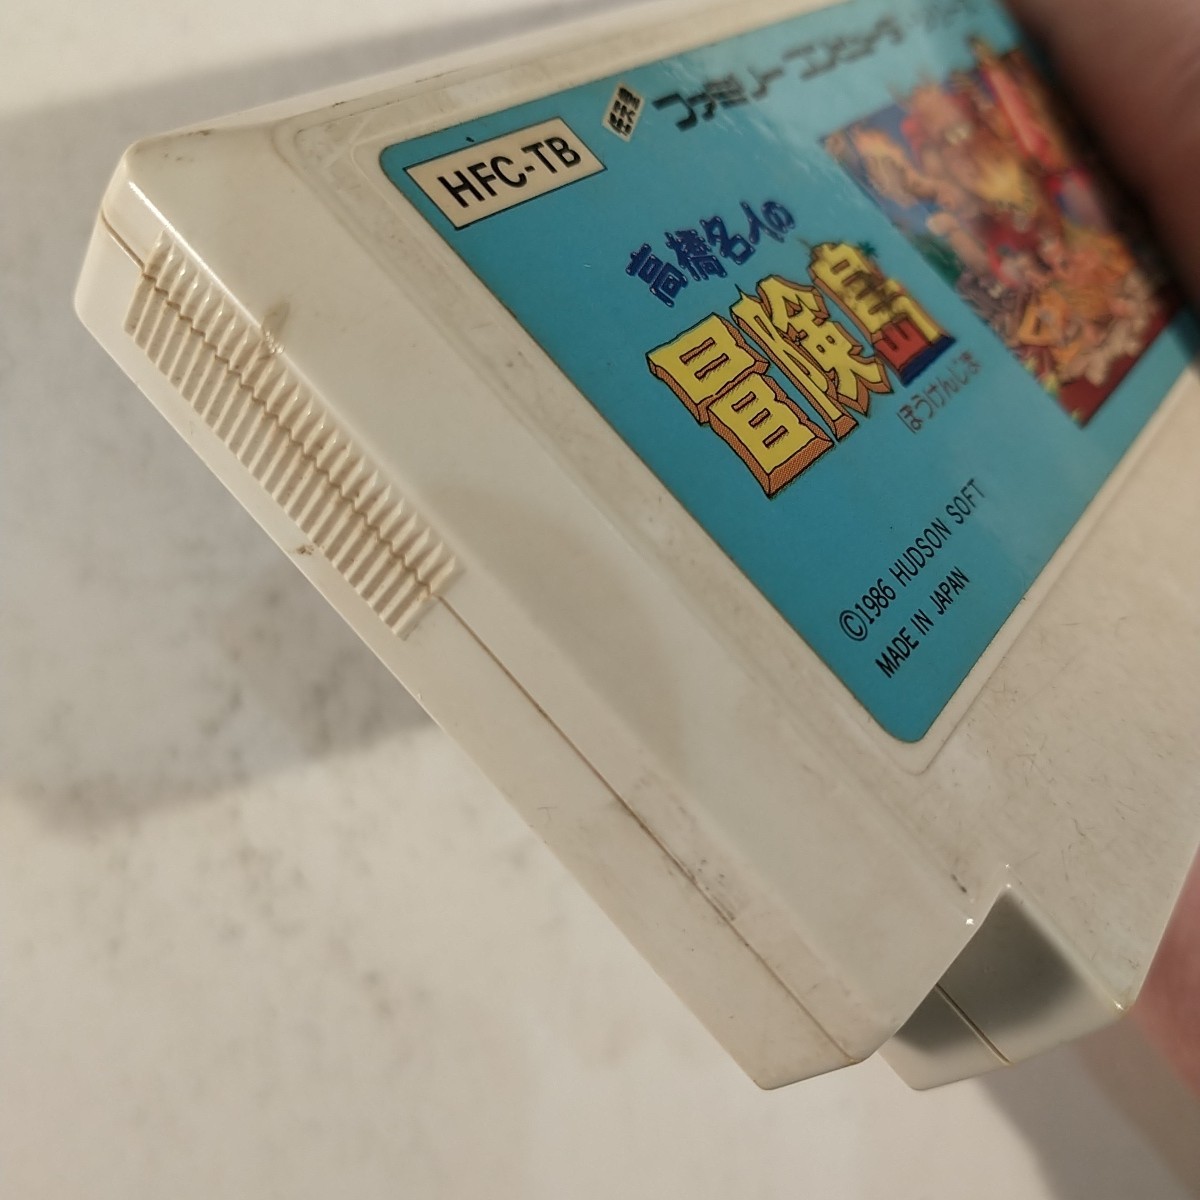 HFC-TB
ファミリーコンピュータ
高橋名人の
冒険島
ぼうけんじま
©1986 HUDSON SOFT
MADE IN JAPAN